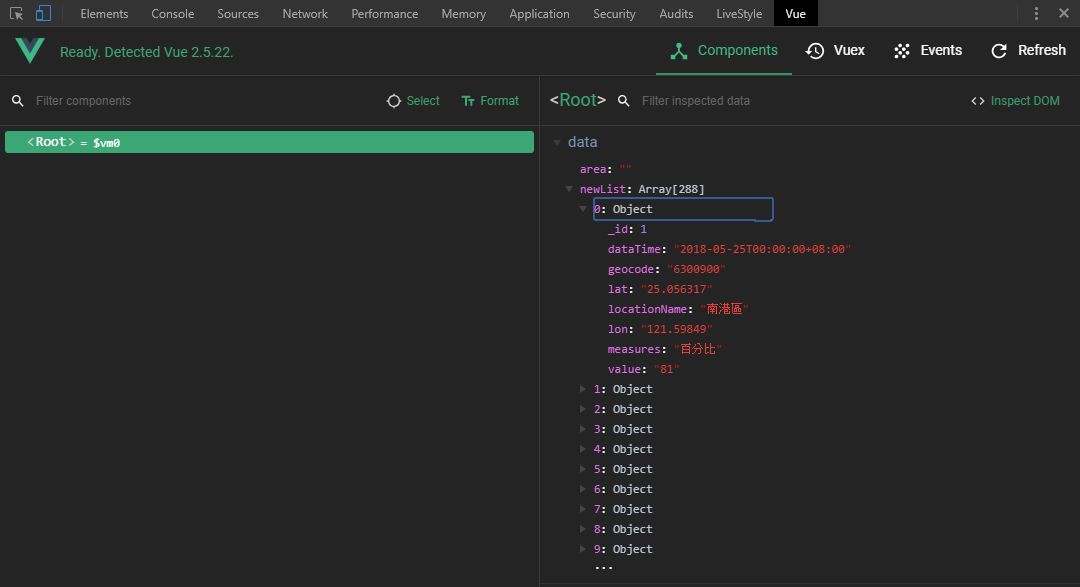 Elements Console Sources Network Performance Memory Application Security Audits LiveStyle Vue
Ready. Detected Vue 2.5.22. Components Vuex Events Refresh
Filter components Select Format <Root> Filter inspected data Inspect DOM
<Root> = $vm0
data
area: ""
newList: Array[288]
0: Object
_id: 1
dataTime: "2018-05-25T00:00:00+08:00"
geocode: "6300900"
lat: "25.056317"
locationName: "南港區"
lon: "121.59849"
measures: "百分比"
value: "81"
1: Object
2: Object
3: Object
4: Object
5: Object
6: Object
7: Object
8: Object
9: Object
...